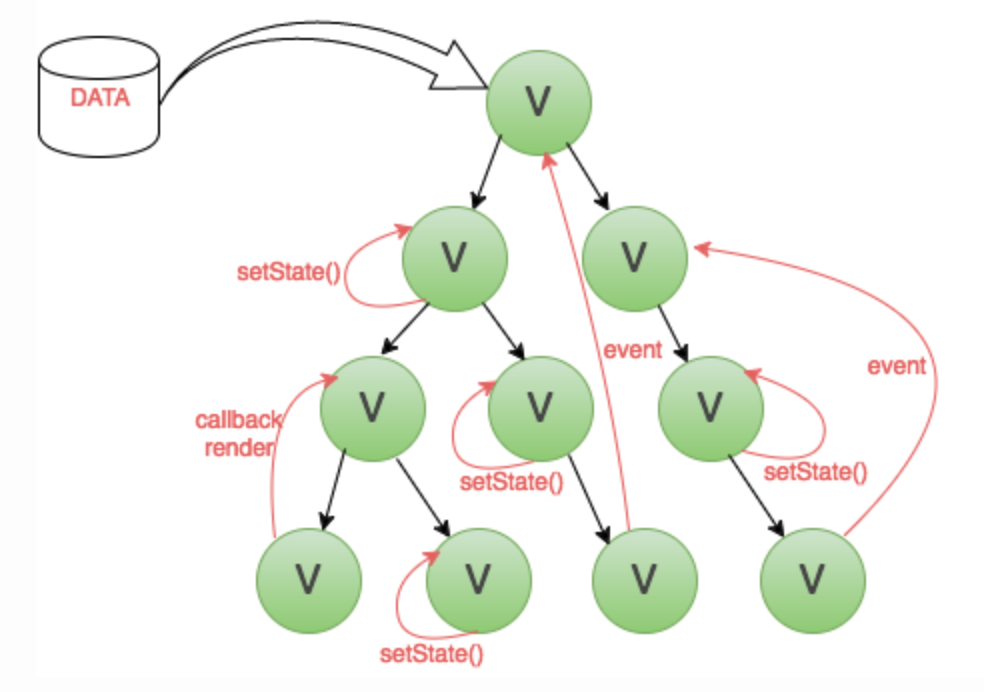 DATA
V
V
V
setState()
event
event
V
V
V
callback
render
setState()
setState()
V
V
V
V
setState()